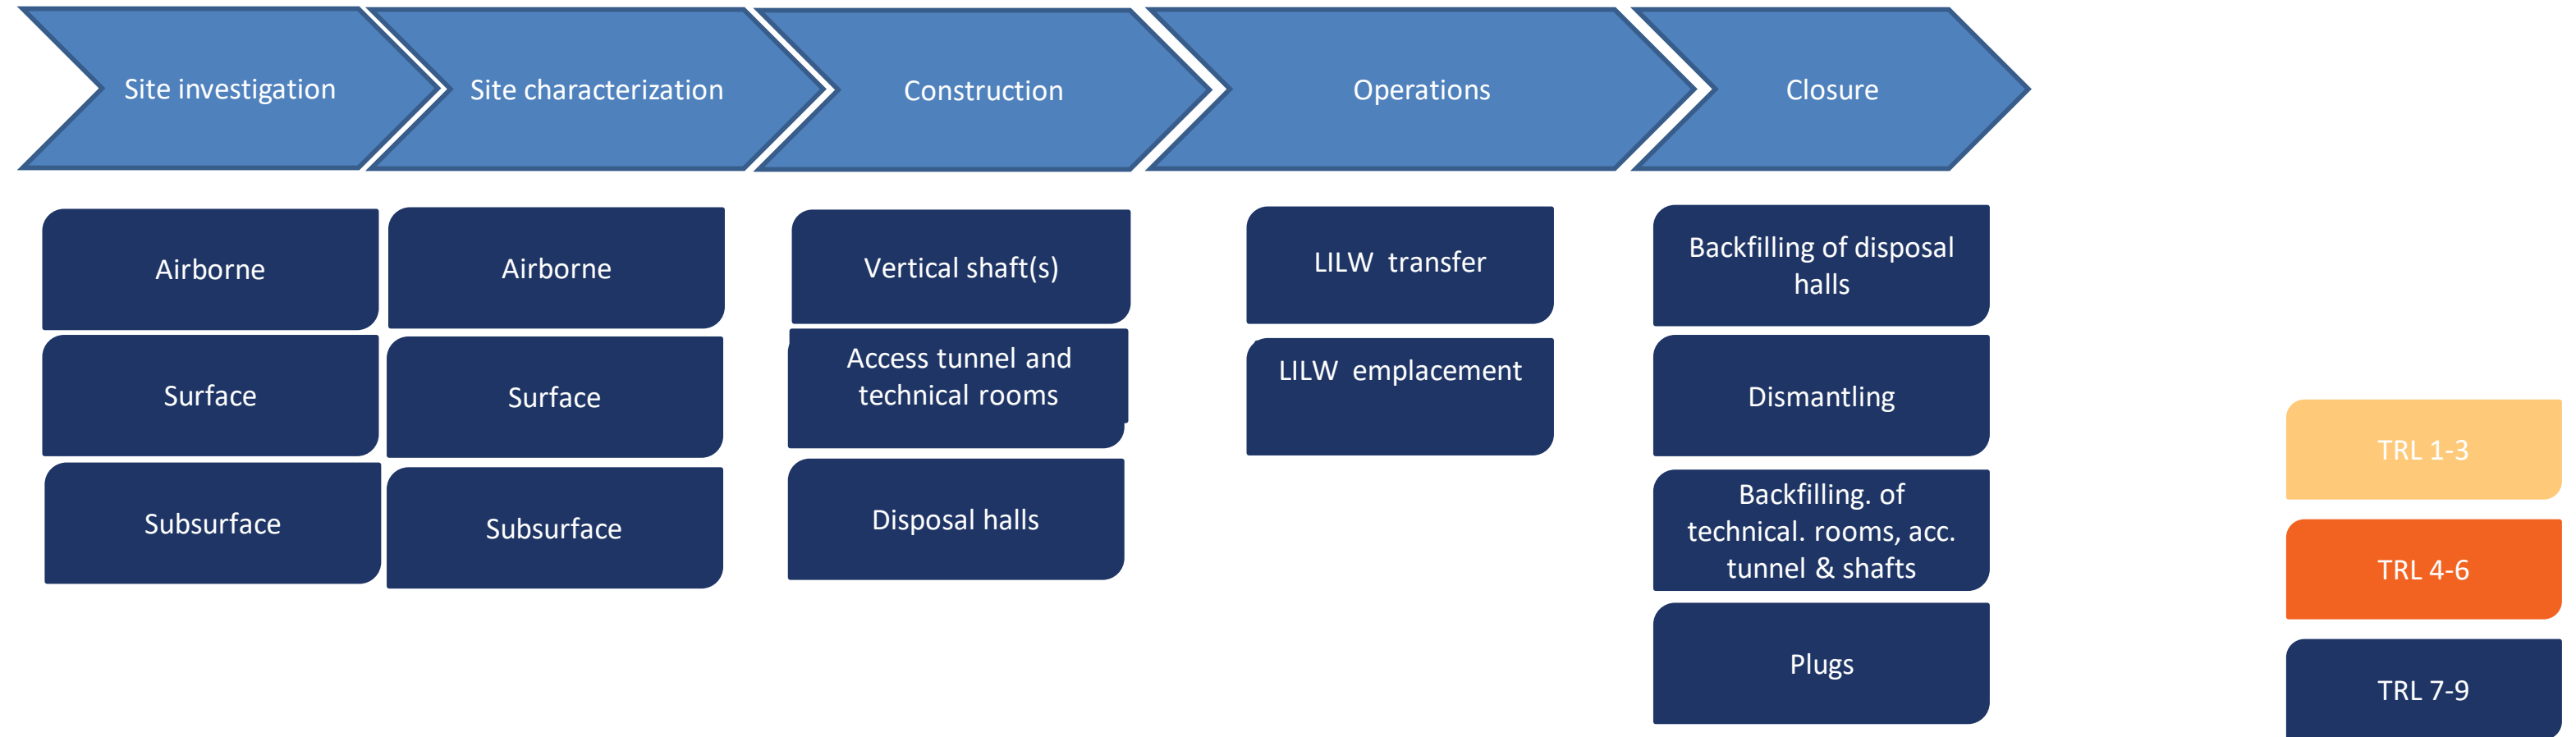 Site investigation
Site characterization
Construction
Operations
Closure
Airborne
Surface
Subsurface
Airborne
Surface
Subsurface
Vertical shaft(s)
Access tunnel and
technical rooms
Disposal halls
LILW transfer
LILW emplacement
Backfilling of disposal
halls
Dismantling
Backfilling. of
technical. rooms, acc.
tunnel & shafts
Plugs
TRL 1-3
TRL 4-6
TRL 7-9